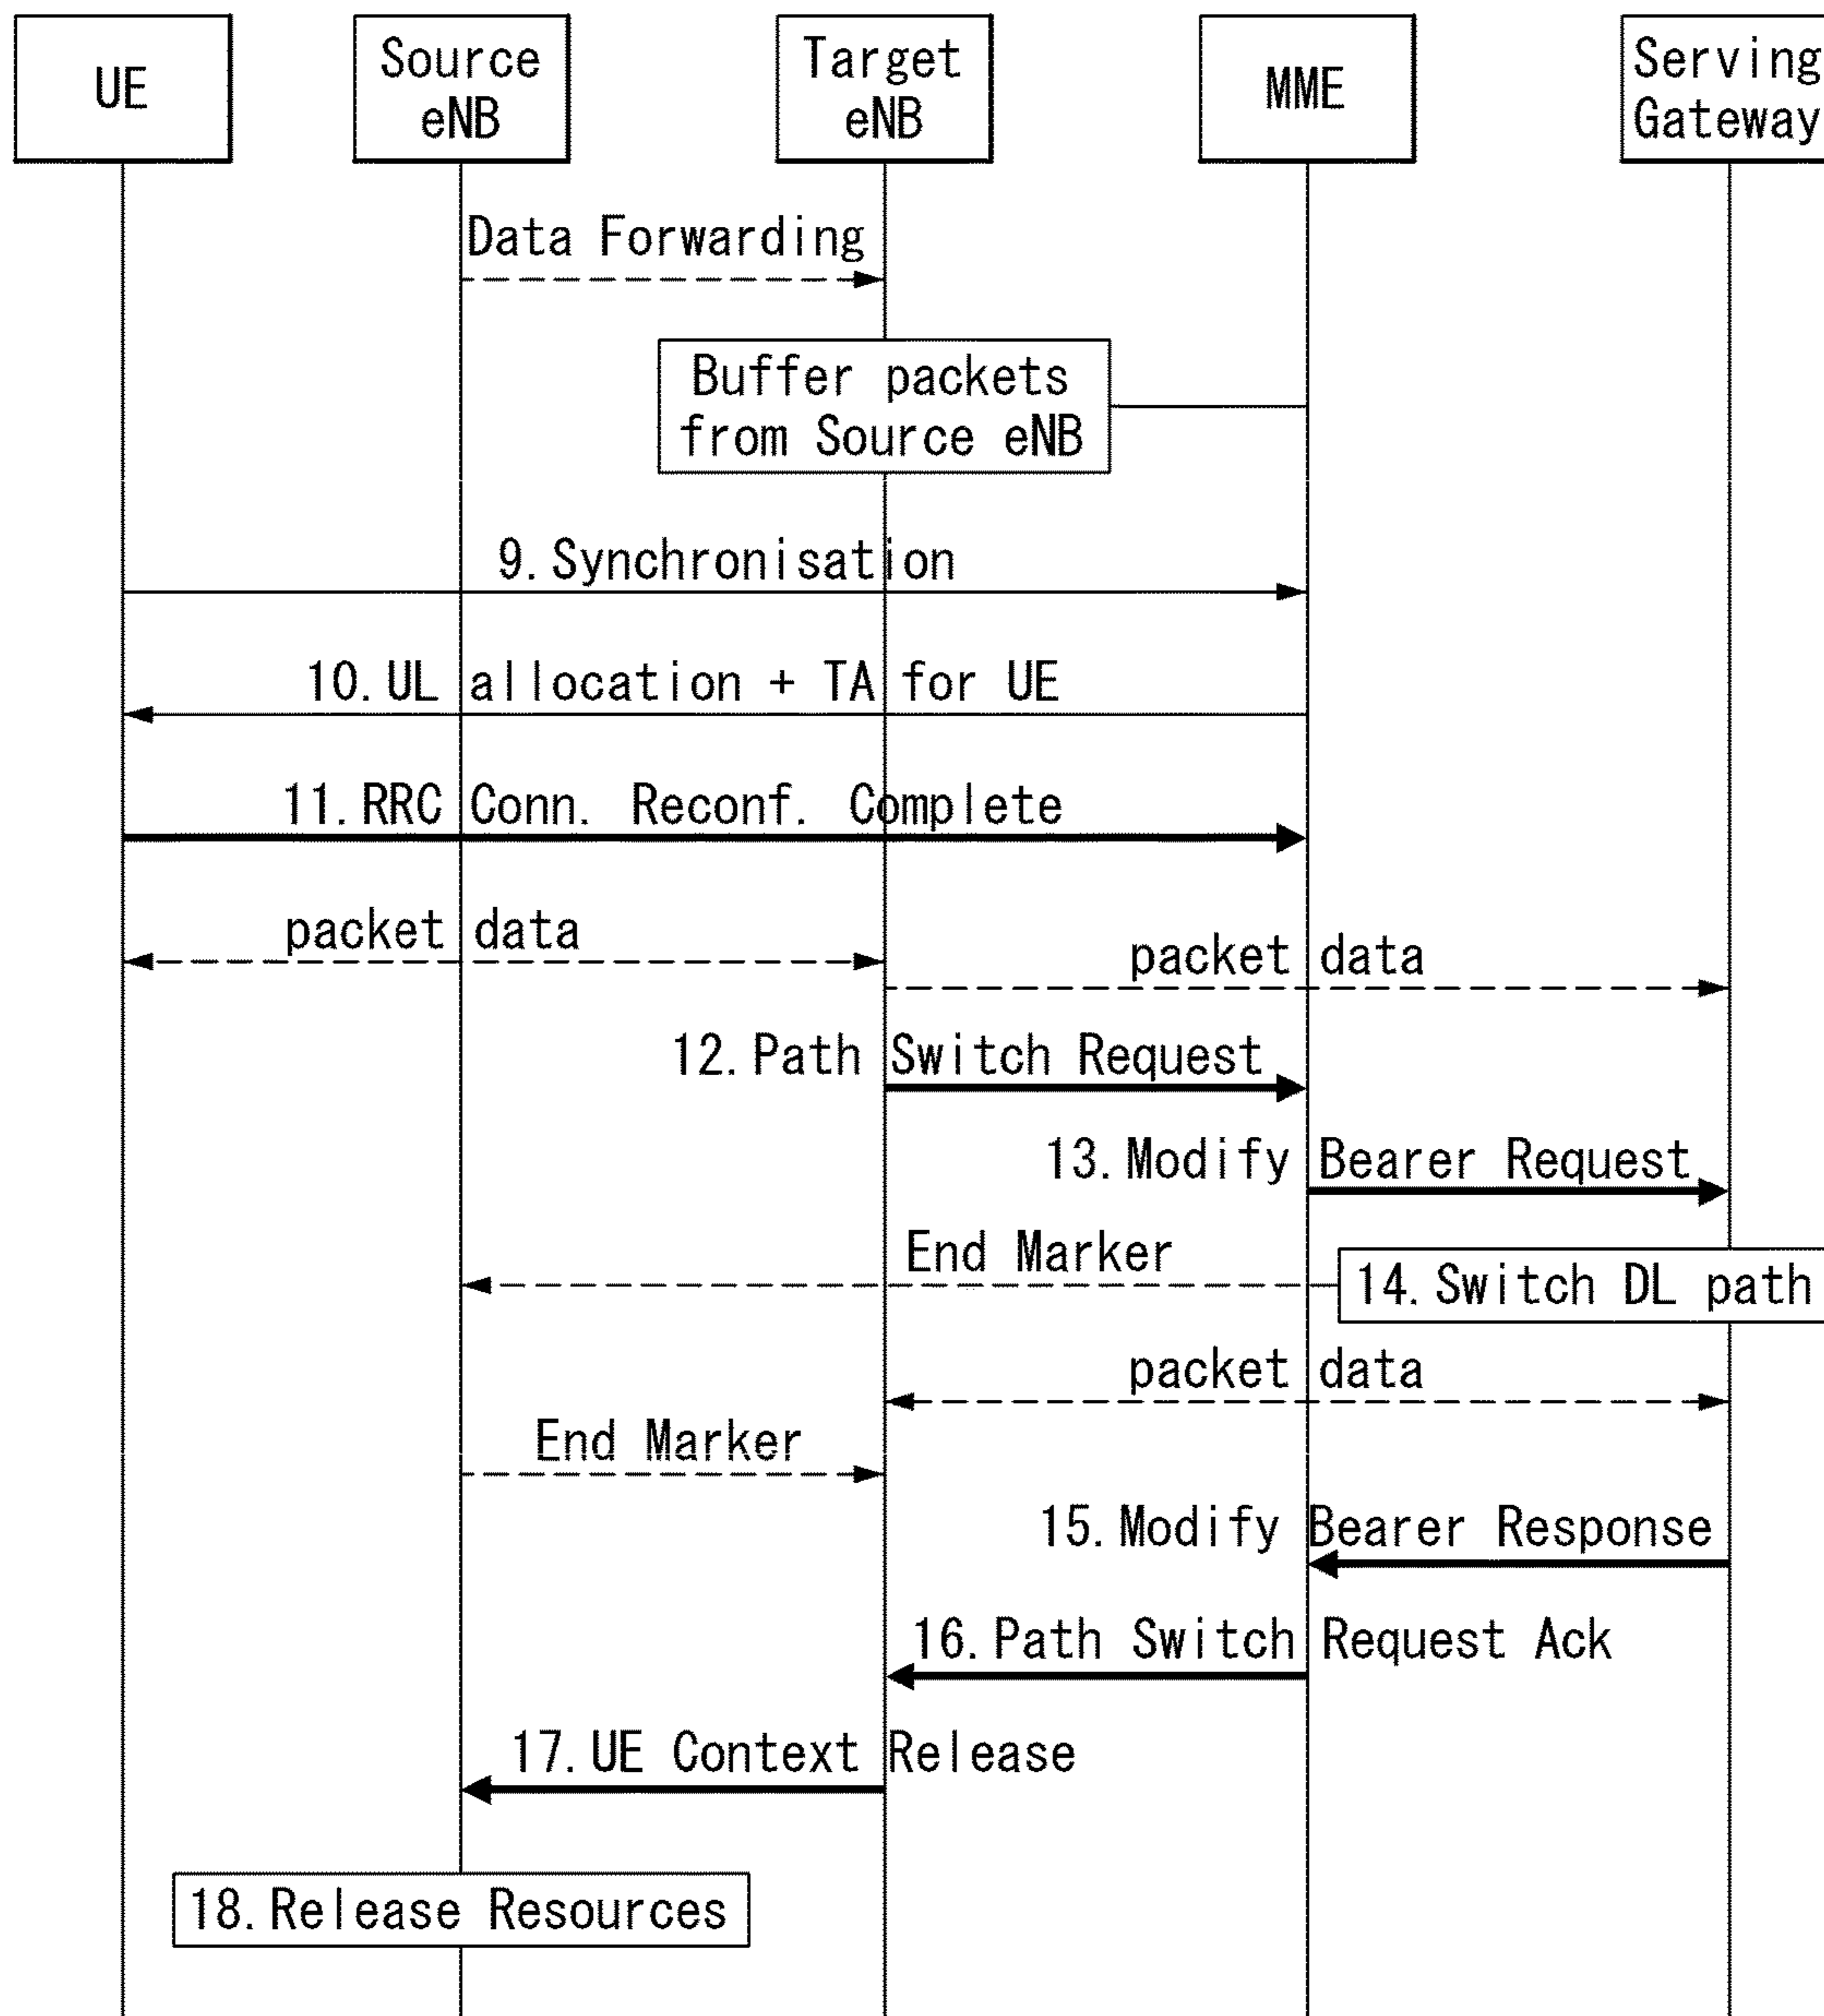 UE
Source
eNB
Target
eNB
MME
Serving
Gateway
Data Forwarding
Buffer packets
from Source eNB
9. Synchronisation
10. UL allocation + TA for UE
11. RRC Conn. Reconf. Complete
packet data
packet data
12. Path Switch Request
13. Modify Bearer Request
End Marker
14. Switch DL path
packet data
End Marker
15. Modify Bearer Response
16. Path Switch Request Ack
17. UE Context Release
18. Release Resources